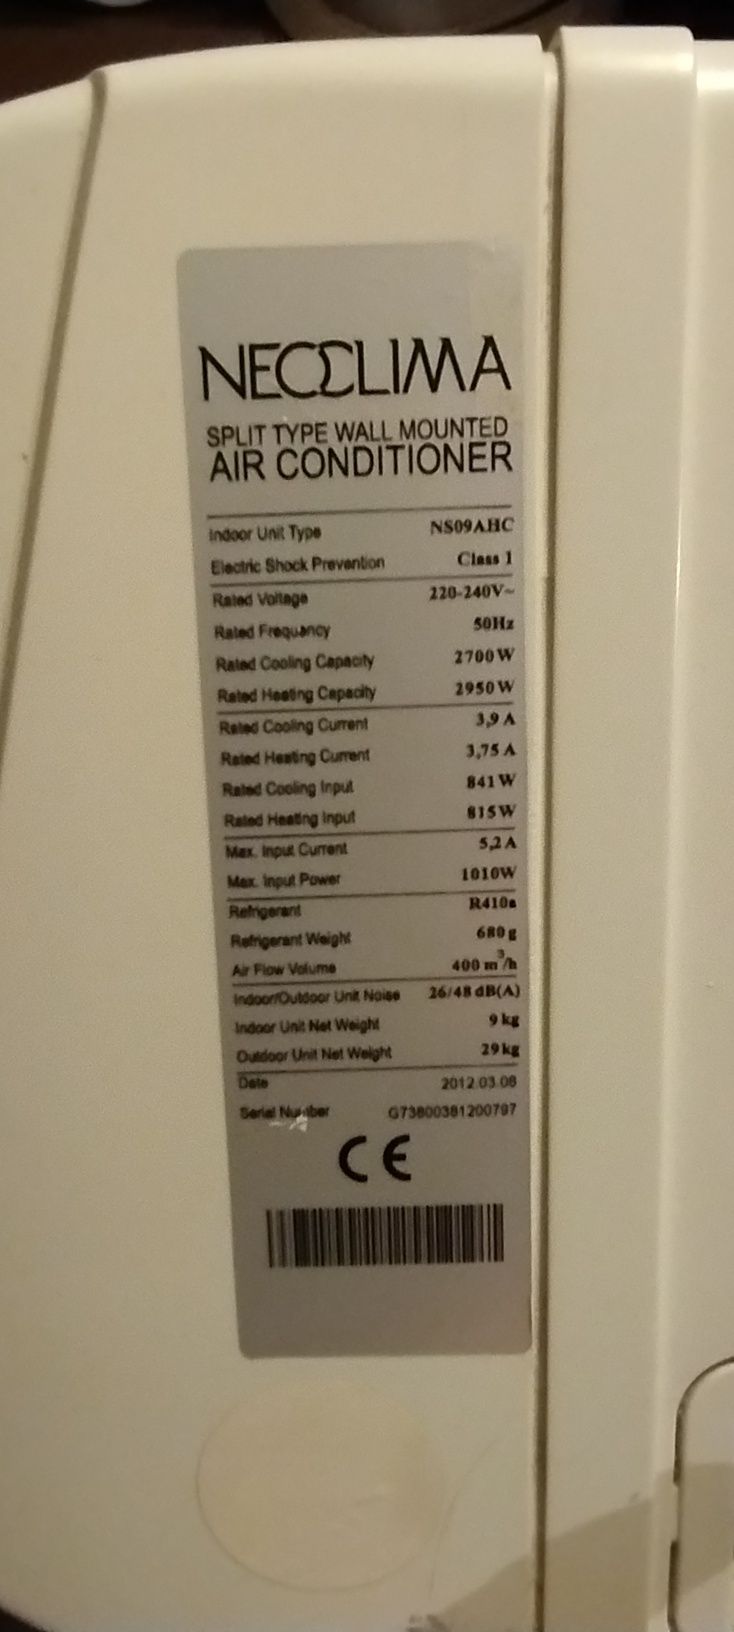 NEOCLIMA
SPLIT TYPE WALL MOUNTED
AIR CONDITIONER
Indoor Unit Type NS09AHC
Electric Shock Prevention Class 1
Rated Voltage 220-240V~
Rated Frequancy 50Hz
Rated Cooling Capacity 2700 W
Rated Heating Capacity 2950 W
Rated Cooling Current 3,9 A
Rated Heating Current 3,75 A
Rated Cooling Input 841 W
Rated Heating Input 815 W
Max. Input Current 5,2 A
Max. Input Power 1010W
Refrigerant R410a
Refrigerant Weight 680 g
Air Flow Volume 400 m³/h
Indoor/Outdoor Unit Noise 26/48 dB(A)
Indoor Unit Net Weight 9 kg
Outdoor Unit Net Weight 29 kg
Date 2012.03.08
Serial Number G73800381200797
CE